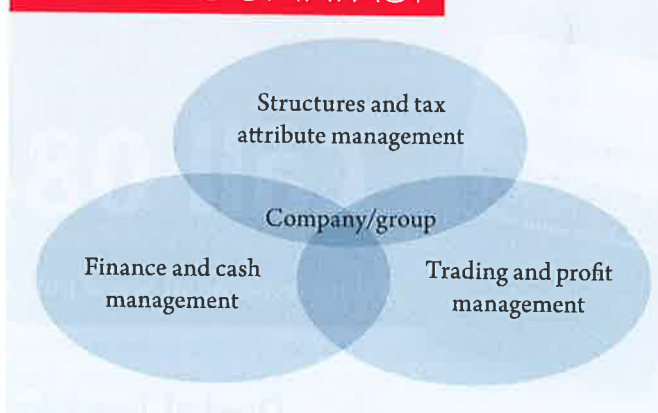 Structures and tax
attribute management
Company/group
Finance and cash
management
Trading and profit
management